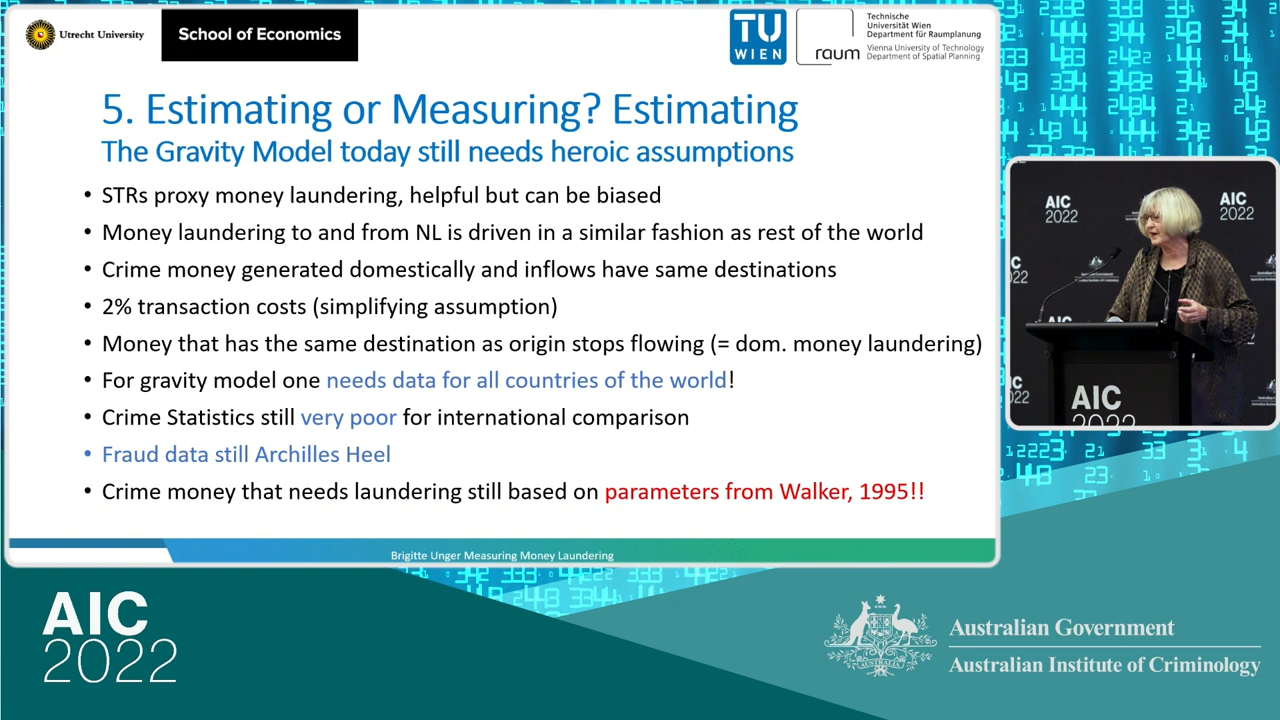 Utrecht University
School of Economics
TU
WIEN
raum
Technische
Universität Wien
Department für Raumplanung
Vienna University of Technology
Department of Spatial Planning
5. Estimating or Measuring? Estimating
The Gravity Model today still needs heroic assumptions
• STRs proxy money laundering, helpful but can be biased
• Money laundering to and from NL is driven in a similar fashion as rest of the world
• Crime money generated domestically and inflows have same destinations
• 2% transaction costs (simplifying assumption)
• Money that has the same destination as origin stops flowing (= dom. money laundering)
• For gravity model one needs data for all countries of the world!
• Crime Statistics still very poor for international comparison
• Fraud data still Archilles Heel
• Crime money that needs laundering still based on parameters from Walker, 1995!!
Brigitte Unger Measuring Money Laundering
AIC
2022
AIC
2022
AIC
2022
AIC
2022
Australian Government
Australian Institute of Criminology